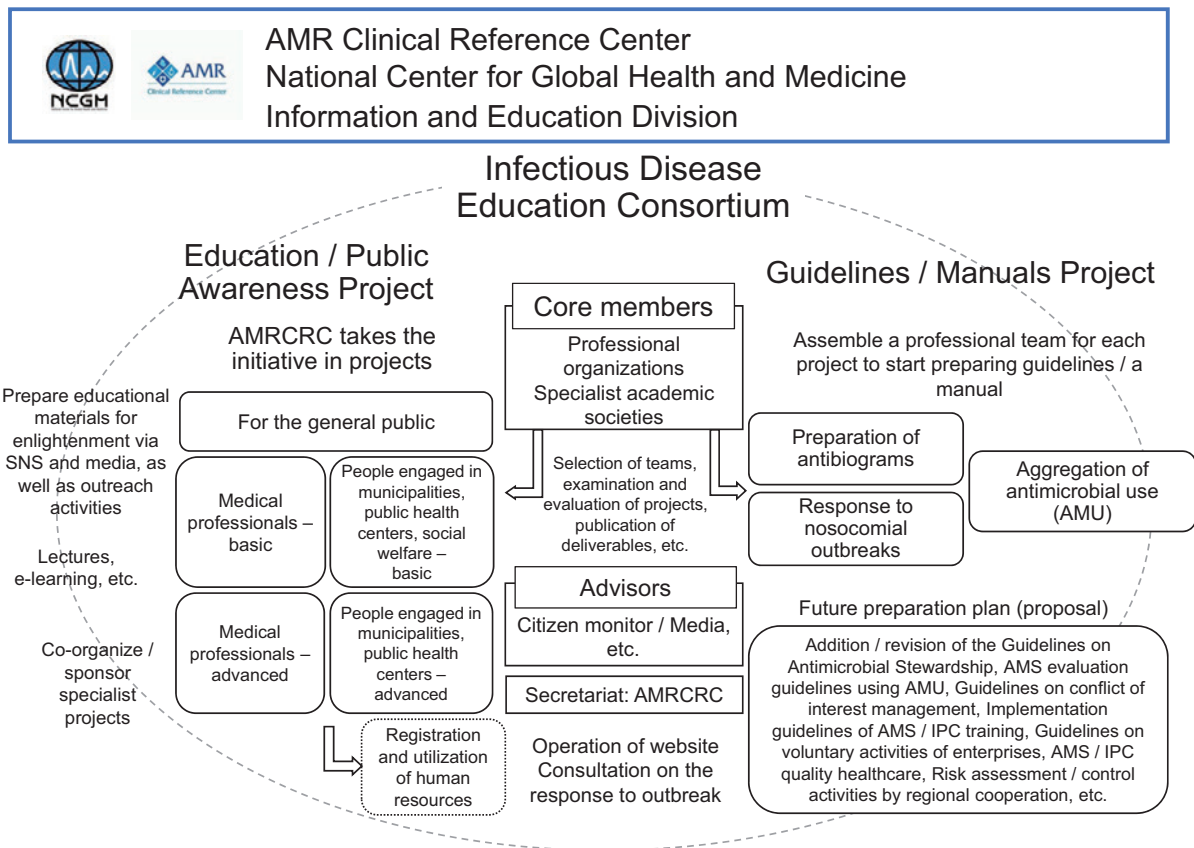 NCGM
AMR
Clinical Reference Center
AMR Clinical Reference Center
National Center for Global Health and Medicine
Information and Education Division
Infectious Disease
Education Consortium
Education / Public
Awareness Project
AMRCRC takes the
initiative in projects
Prepare educational
materials for
enlightenment via
SNS and media, as
well as outreach
activities
Lectures,
e-learning, etc.
Co-organize /
sponsor
specialist
projects
For the general public
Medical
professionals –
basic
People engaged in
municipalities,
public health
centers, social
welfare –
basic
Medical
professionals –
advanced
People engaged in
municipalities,
public health
centers –
advanced
Registration
and utilization
of human
resources
Core members
Professional
organizations
Specialist academic
societies
Selection of teams,
examination and
evaluation of projects,
publication of
deliverables, etc.
Advisors
Citizen monitor / Media,
etc.
Secretariat: AMRCRC
Operation of website
Consultation on the
response to outbreak
Guidelines / Manuals Project
Assemble a professional team for each
project to start preparing guidelines / a
manual
Preparation of
antibiograms
Response to
nosocomial
outbreaks
Aggregation of
antimicrobial use
(AMU)
Future preparation plan (proposal)
Addition / revision of the Guidelines on
Antimicrobial Stewardship, AMS evaluation
guidelines using AMU, Guidelines on conflict of
interest management, Implementation
guidelines of AMS / IPC training, Guidelines on
voluntary activities of enterprises, AMS / IPC
quality healthcare, Risk assessment / control
activities by regional cooperation, etc.